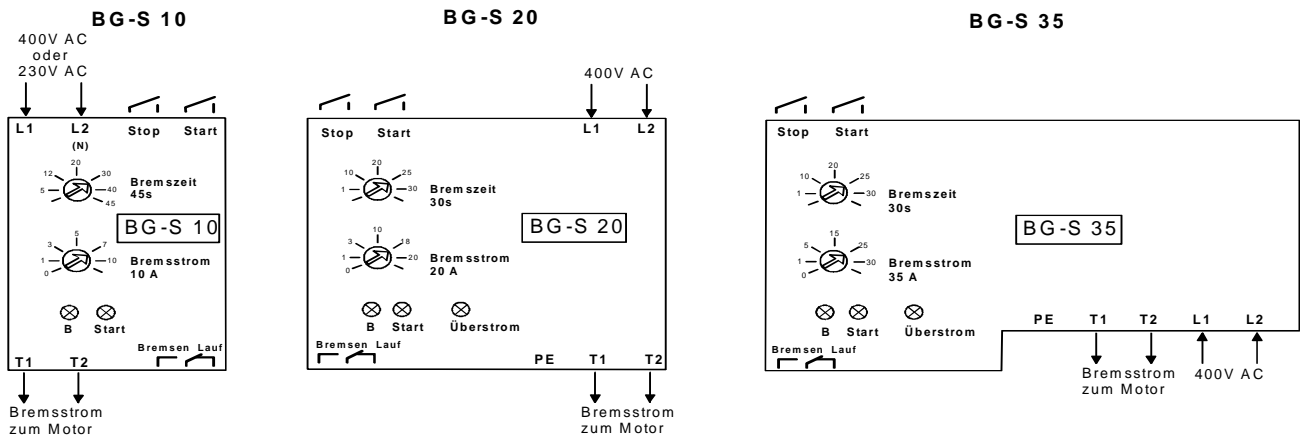 BG-S 10
400V AC
oder
230V AC
L1
L2
(N)
Stop
Start
5
12
20
30
40
45
Bremszeit
45s
BG-S 10
0
1
3
5
7
10
Bremsstrom
10 A
B
Start
Bremsen Lauf
T1
T2
Bremsstrom
zum Motor
BG-S 20
400V AC
Stop
Start
L1
L2
1
10
20
25
30
Bremszeit
30s
BG-S 20
0
1
3
10
18
20
Bremsstrom
20 A
B
Start
Überstrom
Bremsen Lauf
PE
T1
T2
Bremsstrom
zum Motor
BG-S 35
Stop
Start
1
10
20
25
30
Bremszeit
30s
BG-S 35
0
1
5
15
25
30
Bremsstrom
35 A
B
Start
Überstrom
Bremsen Lauf
PE
T1
T2
L1
L2
Bremsstrom
zum Motor
400V AC